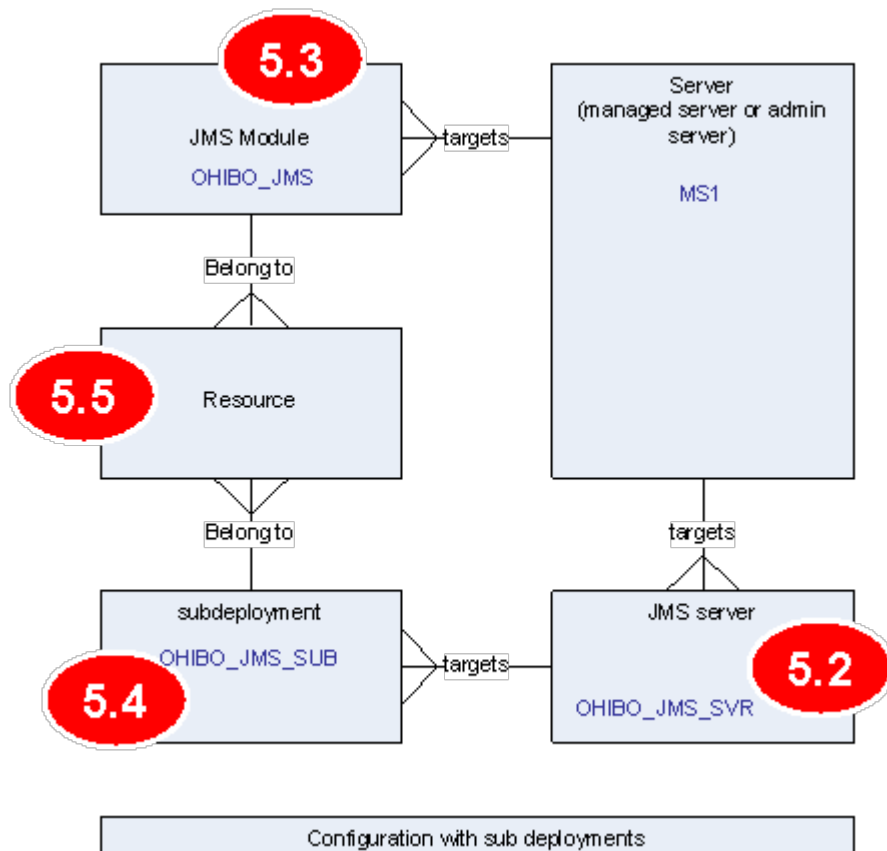 5.3
JMS Module
OHIBO_JMS
targets
Server
(managed server or admin
server)
MS1
Belong to
5.5
Resource
Belong to
targets
subdeployment
OHIBO_JMS_SUB
5.4
targets
JMS server
5.2
OHIBO_JMS_SVR
Configuration with sub deployments